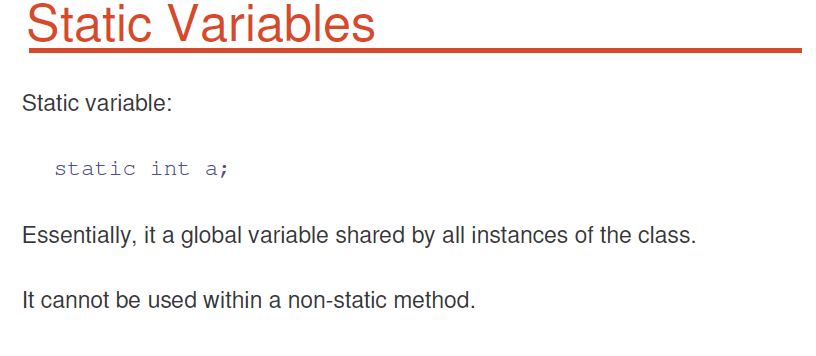 Static Variables
Static variable:
static int a;
Essentially, it a global variable shared by all instances of the class.
It cannot be used within a non-static method.